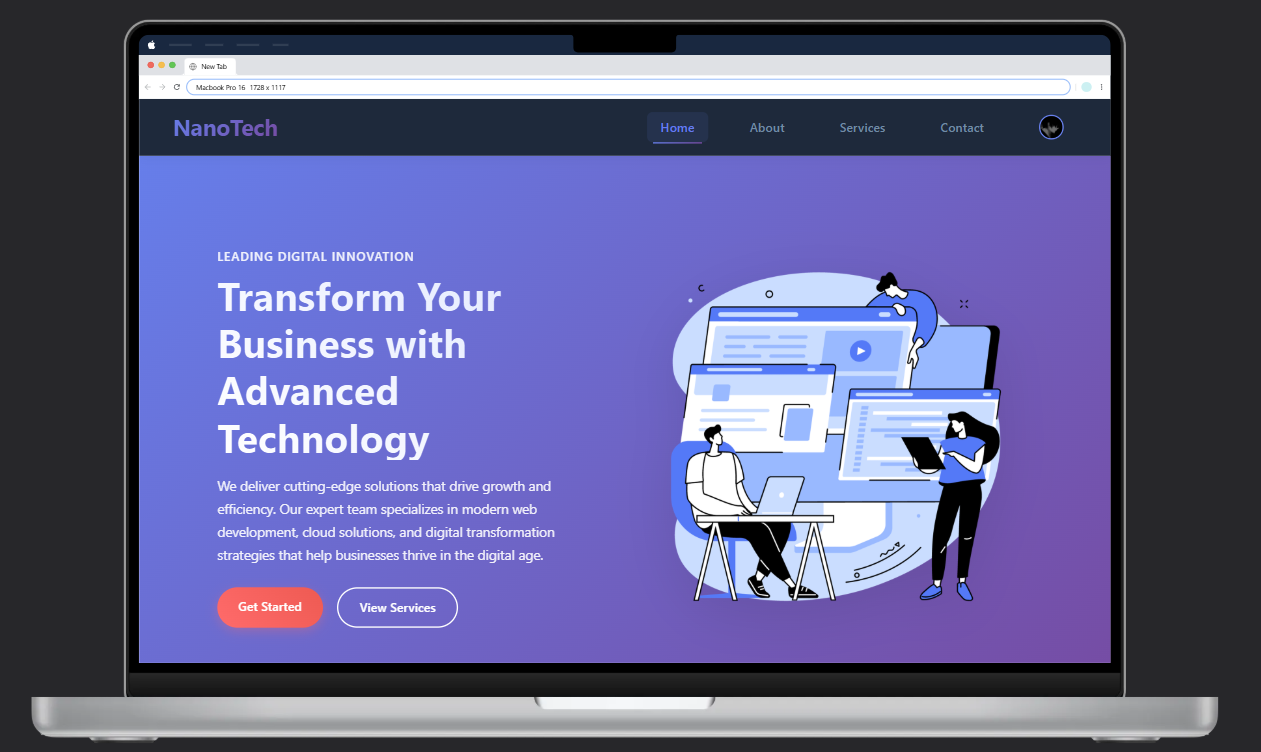 New Tab
Macbook Pro 16 1728 x 1117
NanoTech
Home About Services Contact
LEADING DIGITAL INNOVATION
Transform Your
Business with
Advanced
Technology
We deliver cutting-edge solutions that drive growth and
efficiency. Our expert team specializes in modern web
development, cloud solutions, and digital transformation
strategies that help businesses thrive in the digital age.
Get Started View Services